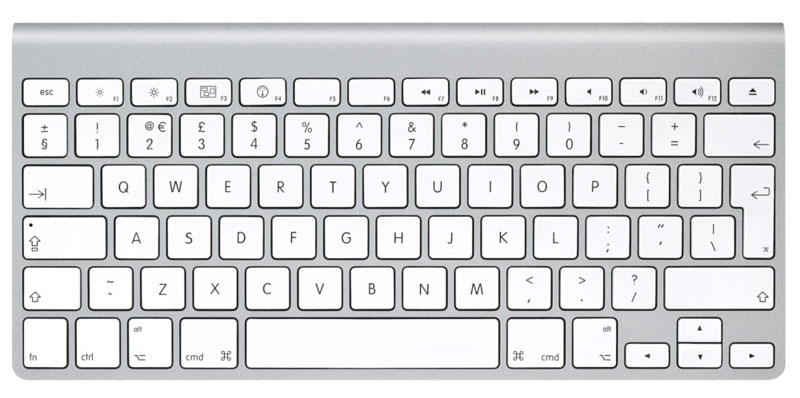 esc F1 F2 F3 F4 F5 F6 F7 F8 F9 F10 F11 F12
± ! @ € £ $ % ^ & * ( ) – +
§ 1 2 3 4 5 6 7 8 9 0 - =
Q W E R T Y U I O P { }
[ ]
A S D F G H J K L : " |
; ' \
~ Z X C V B N M < > ?
` , . /
alt alt
fn ctrl cmd ⌘ ⌘ cmd